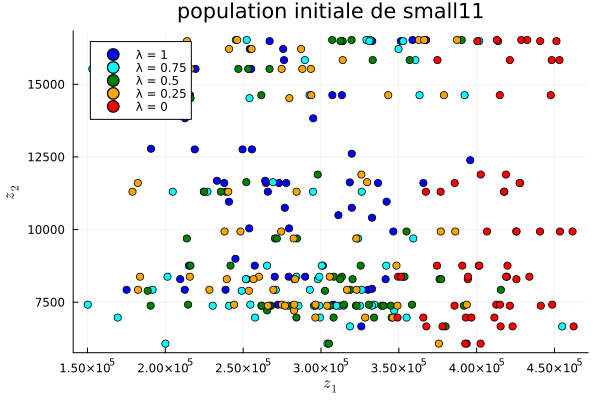 population initiale de small11
λ = 1
λ = 0.75
λ = 0.5
λ = 0.25
λ = 0
15000
12500
10000
7500
z₂
1.50×10⁵ 2.00×10⁵ 2.50×10⁵ 3.00×10⁵ 3.50×10⁵ 4.00×10⁵ 4.50×10⁵
z₁